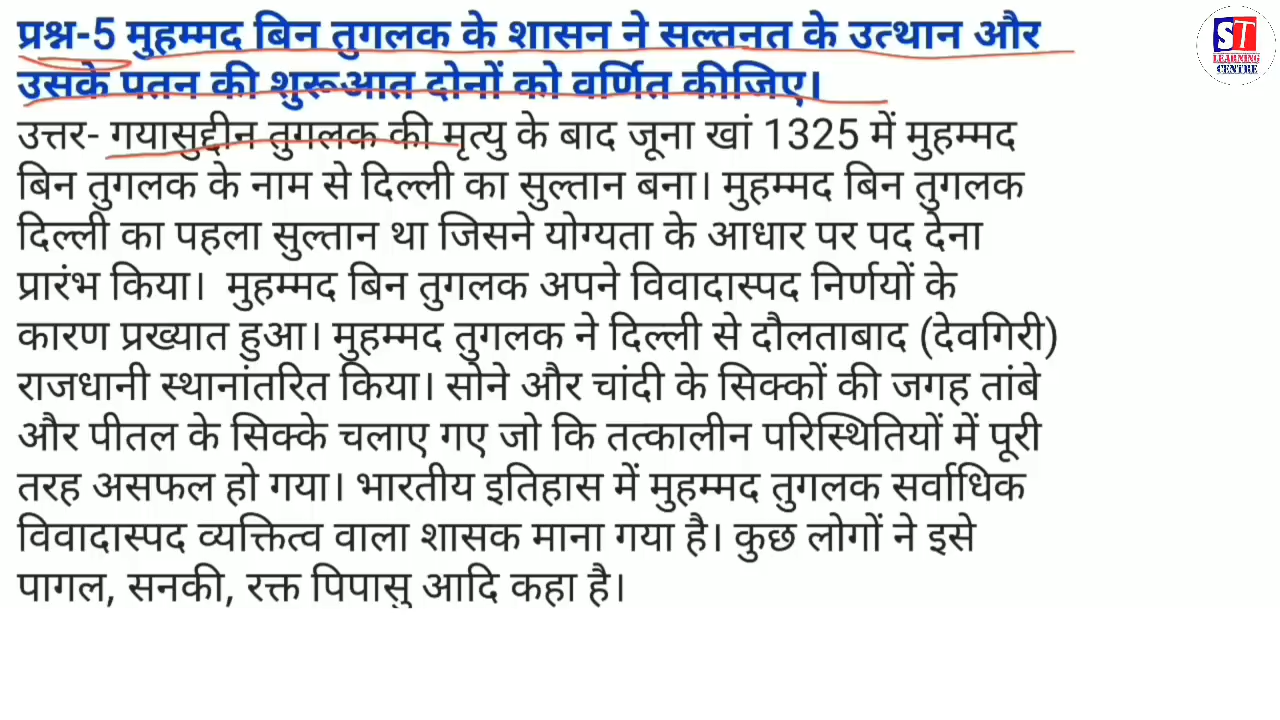 प्रश्न-5 मुहम्मद बिन तुगलक के शासन ने सल्तनत के उत्थान और
उसके पतन की शुरूआत दोनों को वर्णित कीजिए।
उत्तर- गयासुद्दीन तुगलक की मृत्यु के बाद जूना खां 1325 में मुहम्मद
बिन तुगलक के नाम से दिल्ली का सुल्तान बना। मुहम्मद बिन तुगलक
दिल्ली का पहला सुल्तान था जिसने योग्यता के आधार पर पद देना
प्रारंभ किया। मुहम्मद बिन तुगलक अपने विवादास्पद निर्णयों के
कारण प्रख्यात हुआ। मुहम्मद तुगलक ने दिल्ली से दौलताबाद (देवगिरी)
राजधानी स्थानांतरित किया। सोने और चांदी के सिक्कों की जगह तांबे
और पीतल के सिक्के चलाए गए जो कि तत्कालीन परिस्थितियों में पूरी
तरह असफल हो गया। भारतीय इतिहास में मुहम्मद तुगलक सर्वाधिक
विवादास्पद व्यक्तित्व वाला शासक माना गया है। कुछ लोगों ने इसे
पागल, सनकी, रक्त पिपासु आदि कहा है।
ST
LEARNING
CENTRE